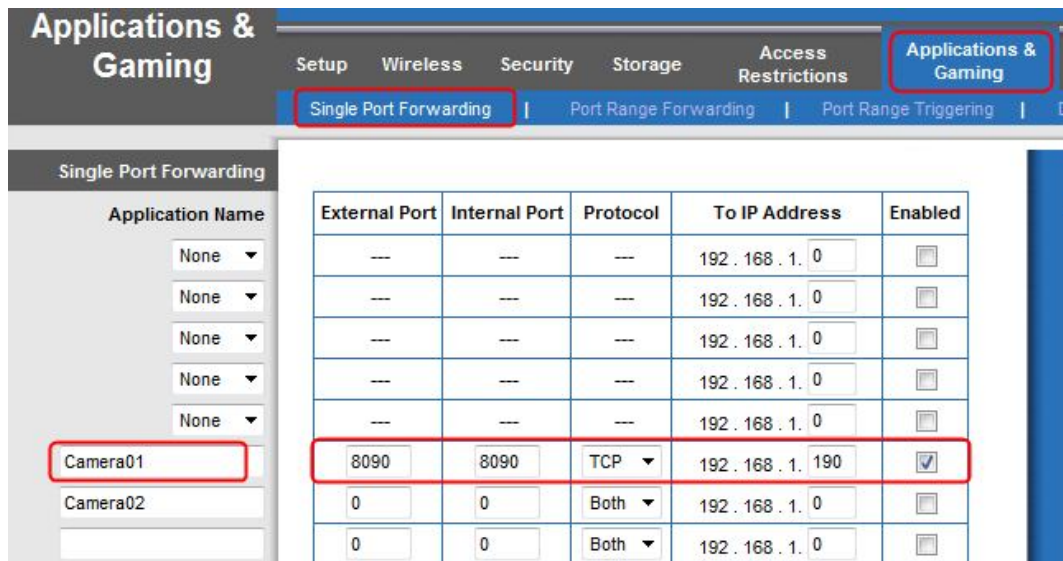 Applications &
Gaming
Setup Wireless Security Storage Access Restrictions Applications & Gaming
Single Port Forwarding | Port Range Forwarding | Port Range Triggering |
Single Port Forwarding
Application Name External Port Internal Port Protocol To IP Address Enabled
None --- --- --- 192 . 168 . 1. 0
None --- --- --- 192 . 168 . 1. 0
None --- --- --- 192 . 168 . 1. 0
None --- --- --- 192 . 168 . 1. 0
None --- --- --- 192 . 168 . 1. 0
Camera01 8090 8090 TCP 192 . 168 . 1. 190
Camera02 0 0 Both 192 . 168 . 1. 0
0 0 Both 192 . 168 . 1. 0